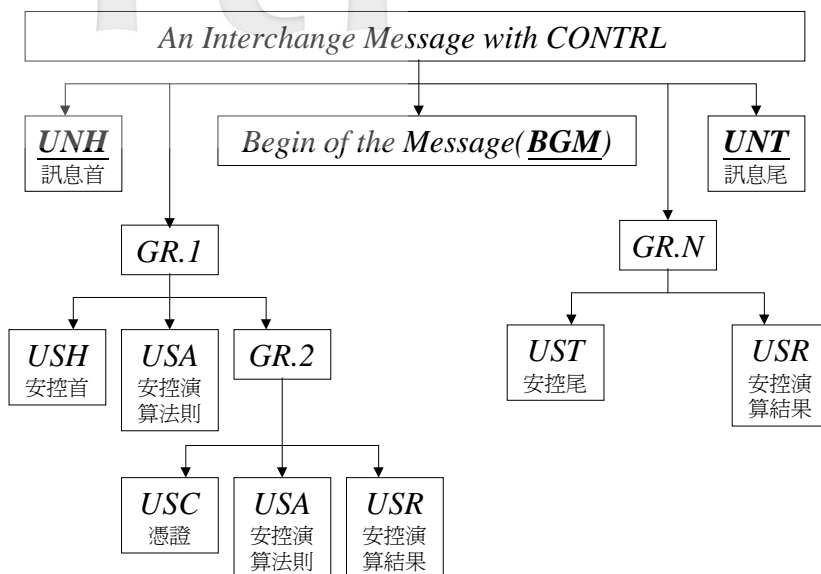 An Interchange Message with CONTRL
UNH
訊息首
Begin of the Message(BGM)
UNT
訊息尾
GR.1
GR.N
USH
安控首
USA
安控演
算法則
GR.2
UST
安控尾
USR
安控演
算結果
USC
憑證
USA
安控演
算法則
USR
安控演
算結果